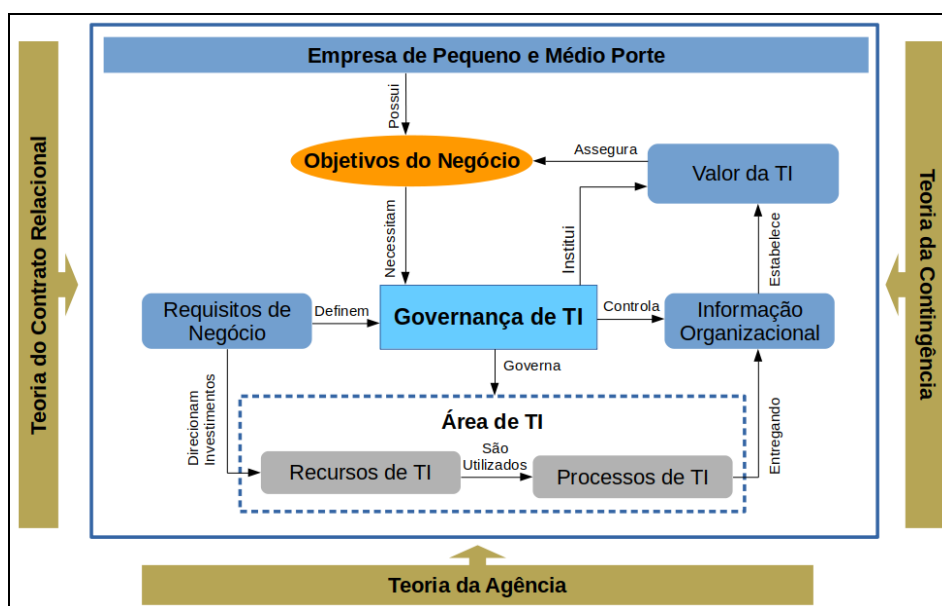 Empresa de Pequeno e Médio Porte
Possui
Objetivos do Negócio
Assegura
Valor da TI
Necessitam
Institui
Estabelece
Requisitos de
Negócio
Definem
Governança de TI
Controla
Informação
Organizacional
Governa
Direcionam
Investimentos
Área de TI
Recursos de TI
São
Utilizados
Processos de TI
Entregando
Teoria do Contrato Relacional
Teoria da Contingência
Teoria da Agência